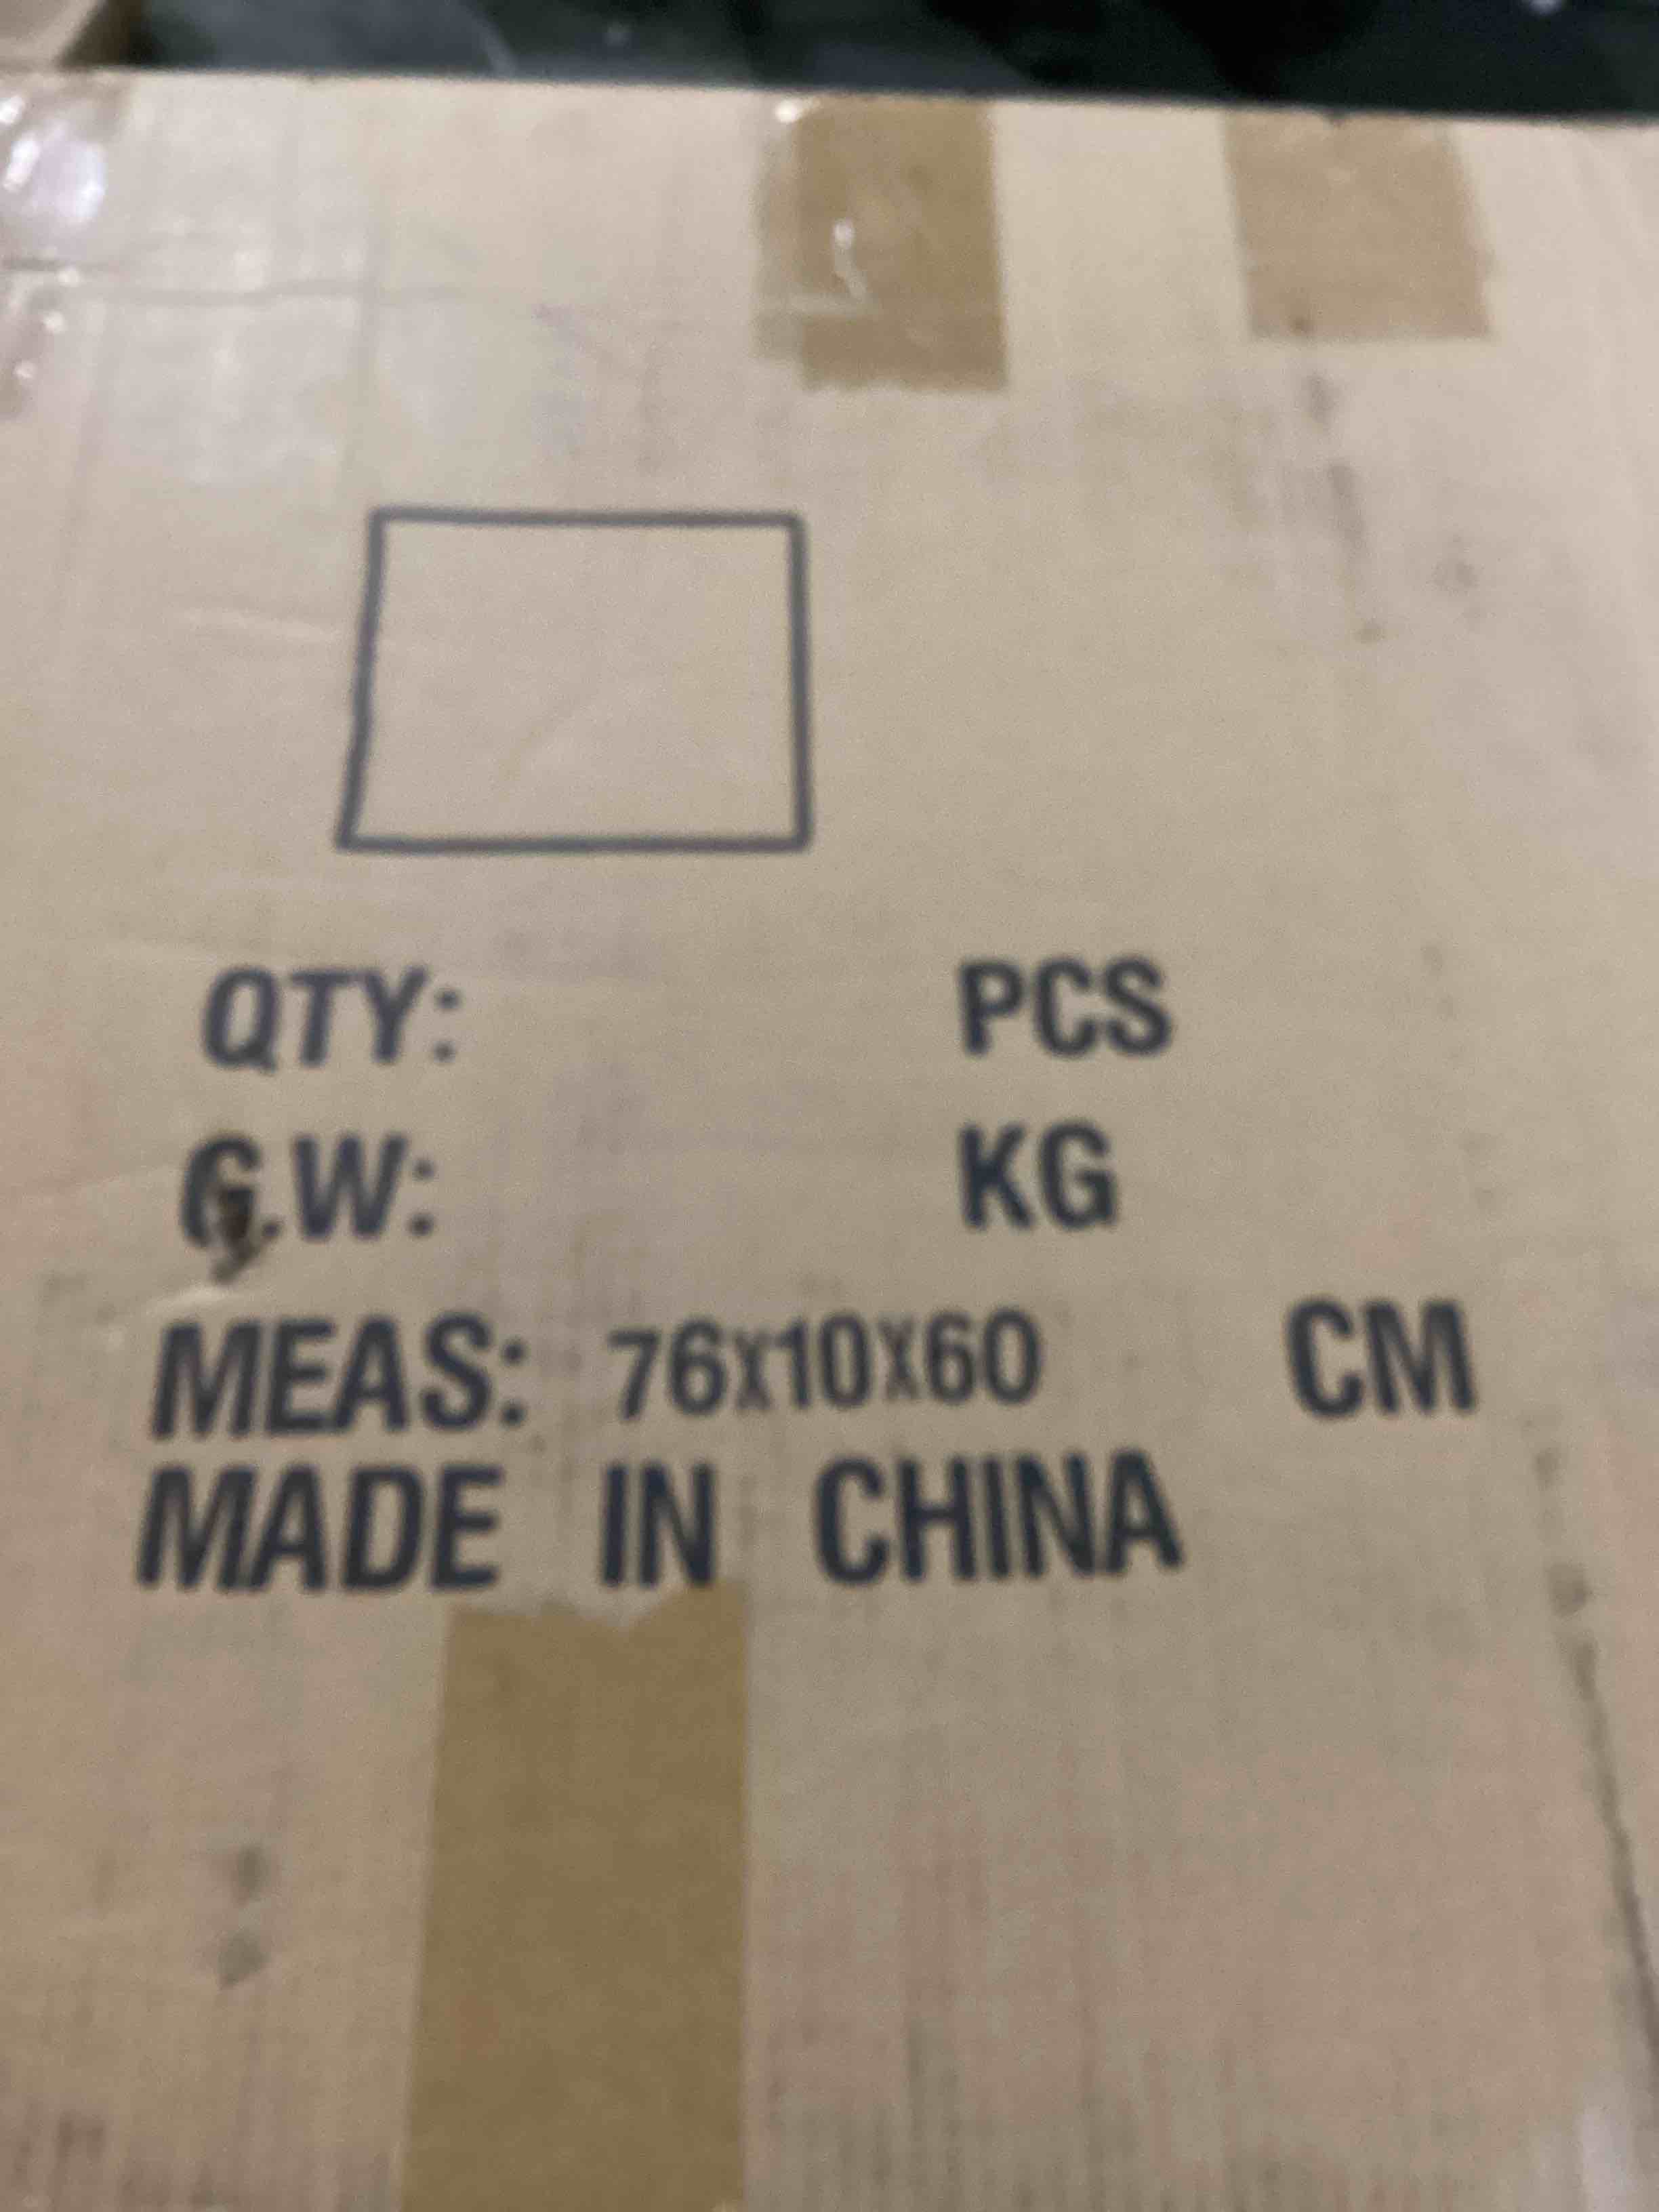 QTY: PCS
G.W: KG
MEAS: 76X10X60 CM
MADE IN CHINA